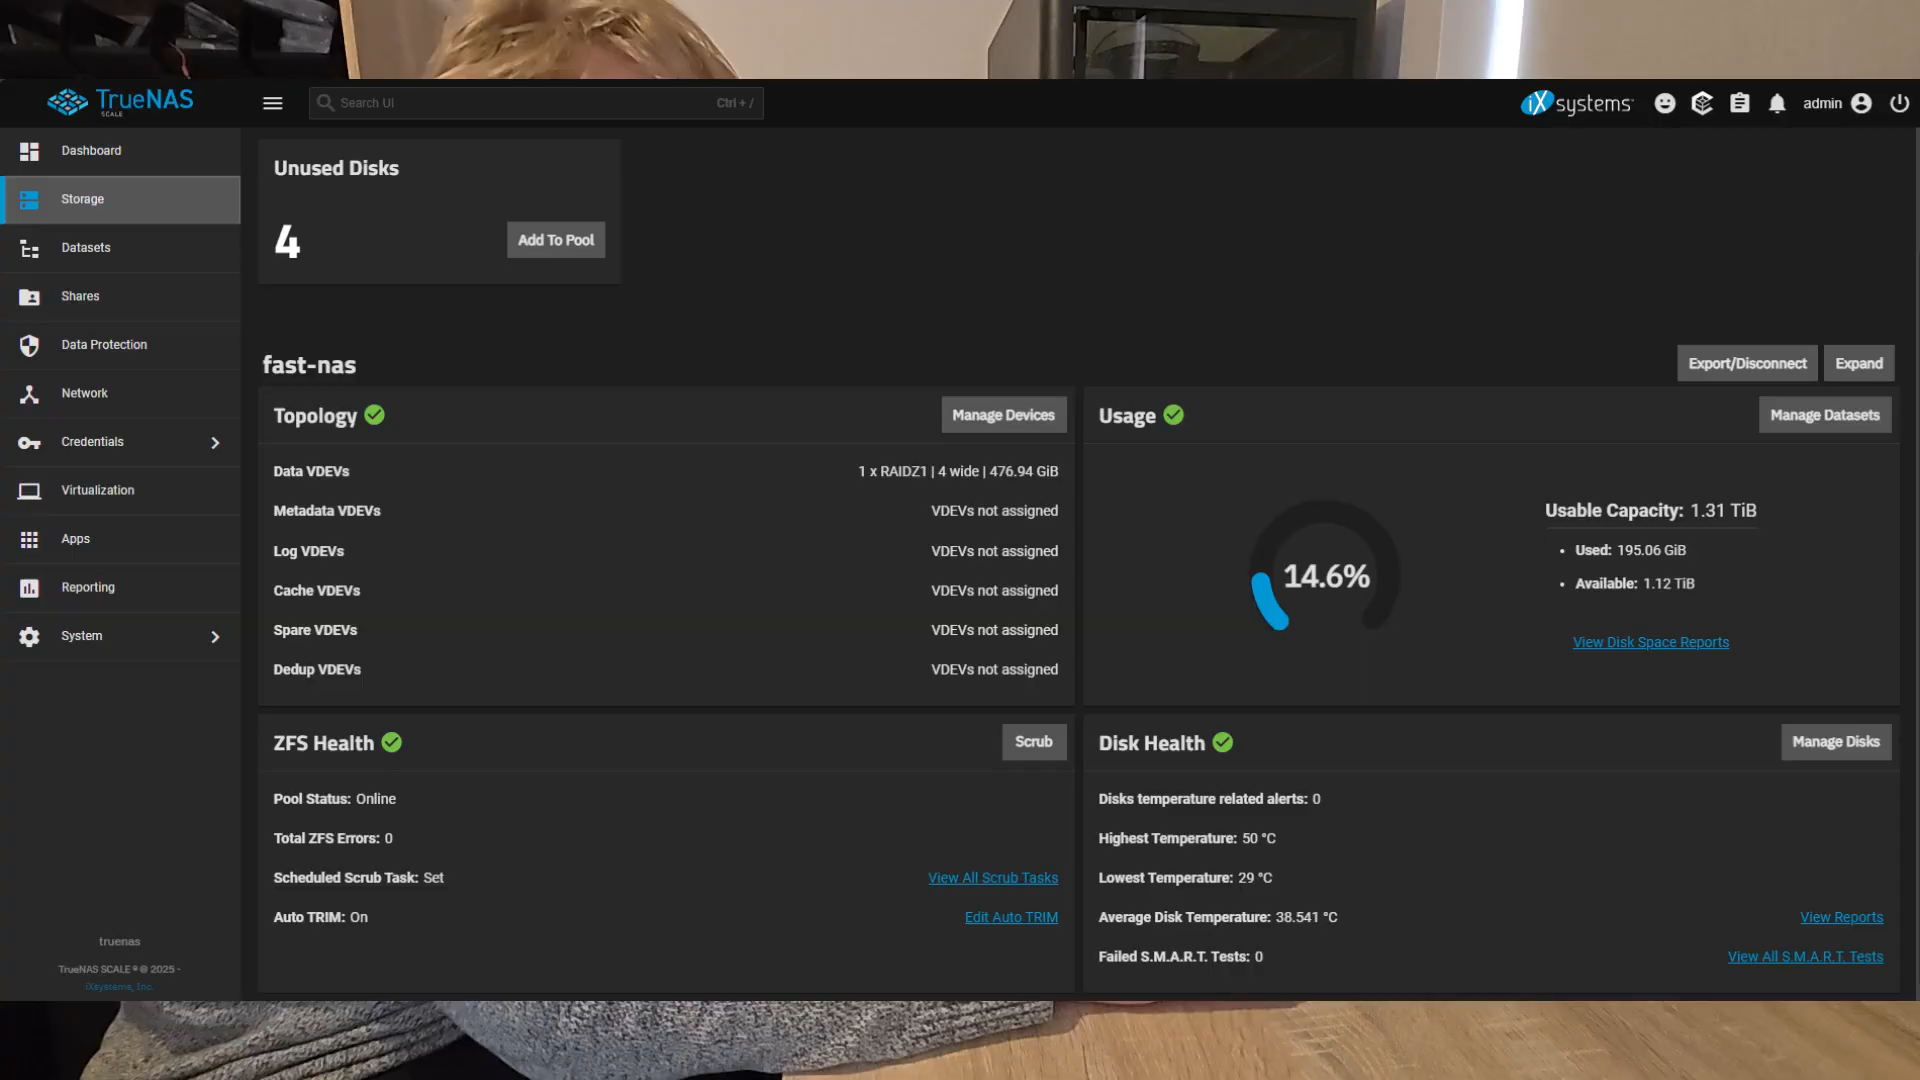 TrueNAS
SCALE
Search UI
Ctrl + /
iX systems
admin
Dashboard
Storage
Datasets
Shares
Data Protection
Network
Credentials
Virtualization
Apps
Reporting
System
truenas
TrueNAS SCALE ® © 2025 -
iXsystems, Inc.
Unused Disks
4
Add To Pool
fast-nas
Export/Disconnect
Expand
Topology
Manage Devices
Data VDEVs 1 x RAIDZ1 | 4 wide | 476.94 GiB
Metadata VDEVs VDEVs not assigned
Log VDEVs VDEVs not assigned
Cache VDEVs VDEVs not assigned
Spare VDEVs VDEVs not assigned
Dedup VDEVs VDEVs not assigned
Usage
Manage Datasets
14.6%
Usable Capacity: 1.31 TiB
• Used: 195.06 GiB
• Available: 1.12 TiB
View Disk Space Reports
ZFS Health
Scrub
Pool Status: Online
Total ZFS Errors: 0
Scheduled Scrub Task: Set View All Scrub Tasks
Auto TRIM: On Edit Auto TRIM
Disk Health
Manage Disks
Disks temperature related alerts: 0
Highest Temperature: 50 °C
Lowest Temperature: 29 °C
Average Disk Temperature: 38.541 °C View Reports
Failed S.M.A.R.T. Tests: 0 View All S.M.A.R.T. Tests